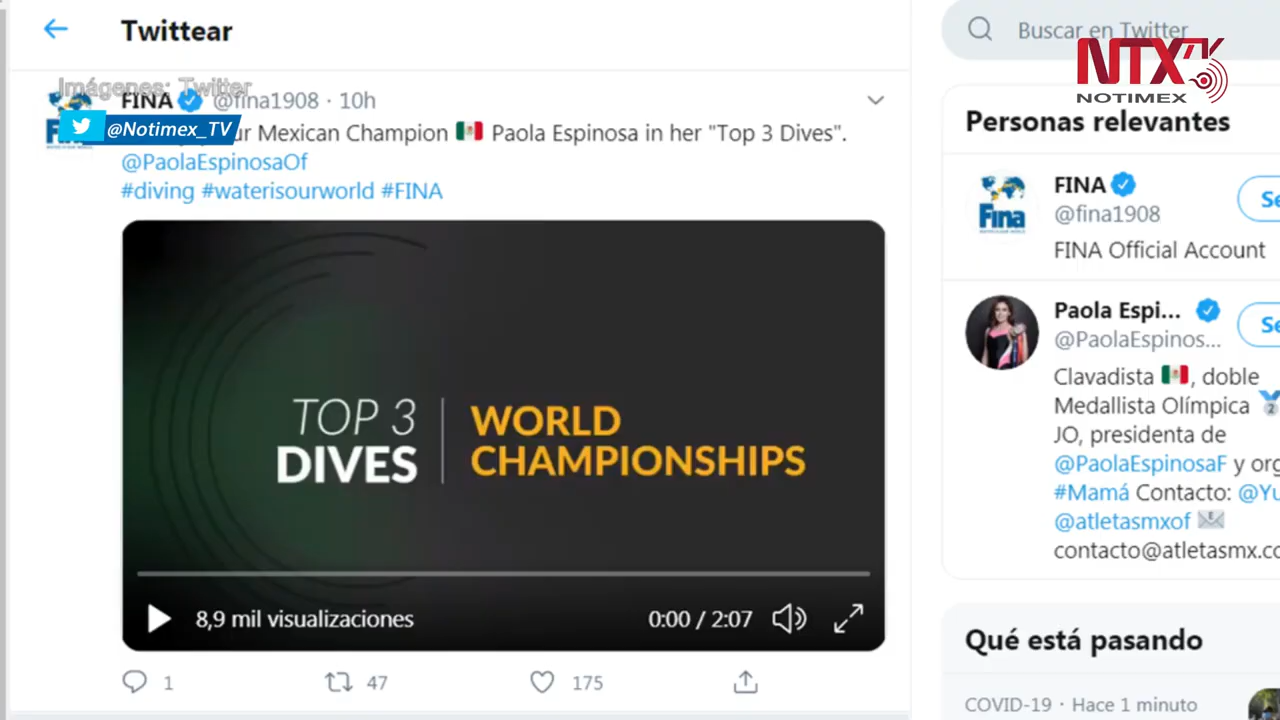 Twittear
Buscar en Twitter
NTX TV
NOTIMEX
Imágenes: Twitter
FINA @fina1908 · 10h
@Notimex_TV
ur Mexican Champion 🇲🇽 Paola Espinosa in her "Top 3 Dives".
@PaolaEspinosaOf
#diving #waterisourworld #FINA
TOP 3
DIVES
WORLD
CHAMPIONSHIPS
8,9 mil visualizaciones
0:00 / 2:07
1
47
175
Personas relevantes
Fina
FINA
@fina1908
Se
FINA Official Account
Paola Espi...
@PaolaEspinos...
Se
Clavadista 🇲🇽, doble
Medallista Olímpica 🥈
JO, presidenta de
@PaolaEspinosaF y org
#Mamá Contacto: @Yu
@atletasmxof
contacto@atletasmx.co
Qué está pasando
COVID-19 · Hace 1 minuto